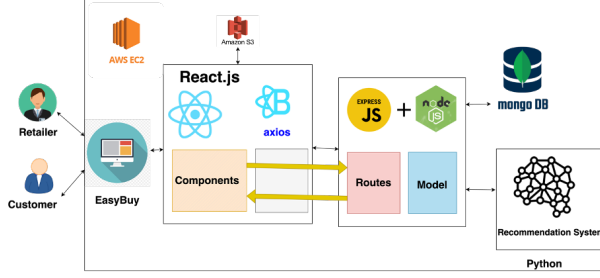 AWS EC2
Amazon S3
React.js
axios
Retailer
Customer
EasyBuy
Components
EXPRESS
JS
+
node
JS
mongo DB
Routes
Model
Recommendation System
Python